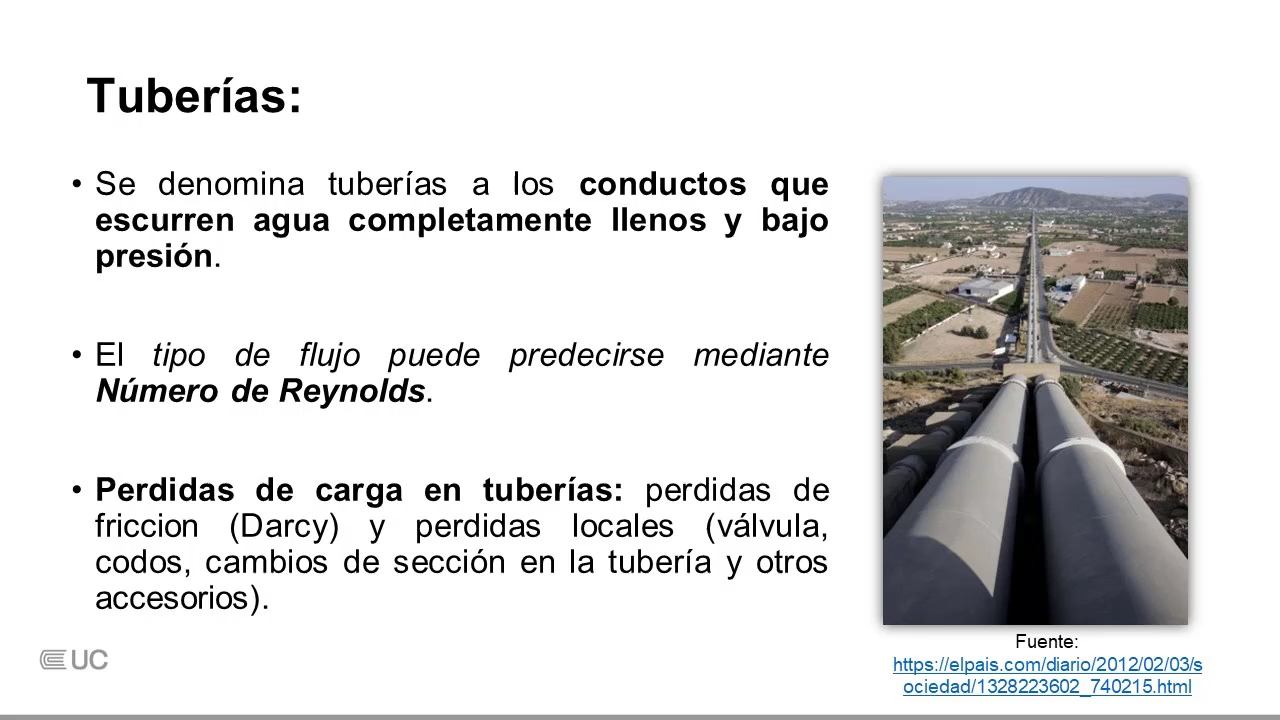 Tuberías:
• Se denomina tuberías a los conductos que
escurren agua completamente llenos y bajo
presión.
• El tipo de flujo puede predecirse mediante
Número de Reynolds.
• Perdidas de carga en tuberías: perdidas de
friccion (Darcy) y perdidas locales (válvula,
codos, cambios de sección en la tubería y otros
accesorios).
UC
Fuente:
https://elpais.com/diario/2012/02/03/s
ociedad/1328223602_740215.html